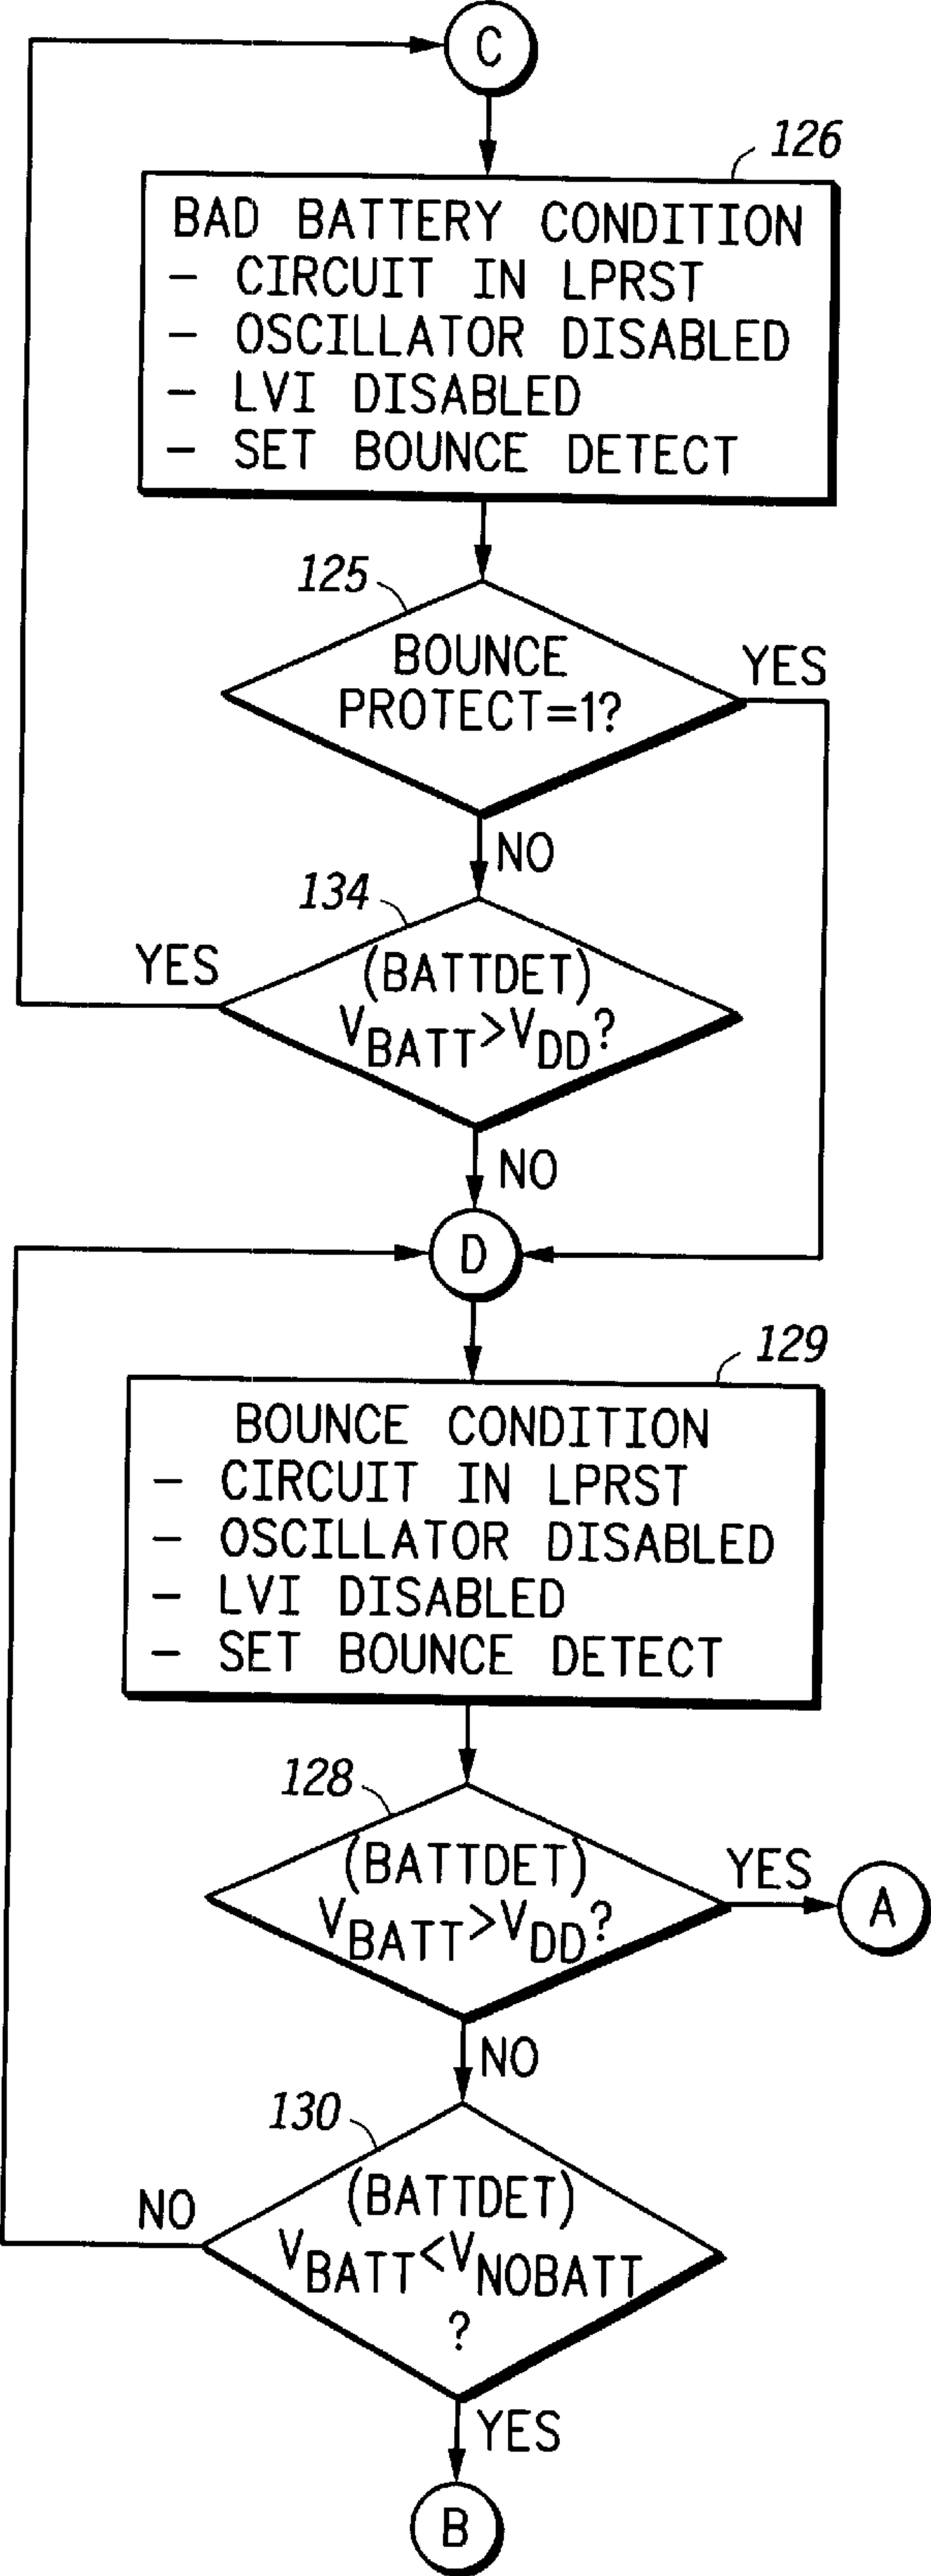 C
126
BAD BATTERY CONDITION
- CIRCUIT IN LPRST
- OSCILLATOR DISABLED
- LVI DISABLED
- SET BOUNCE DETECT
125
BOUNCE
PROTECT=1?
YES
NO
134
(BATTDET)
VBATT>VDD?
YES
NO
D
129
BOUNCE CONDITION
- CIRCUIT IN LPRST
- OSCILLATOR DISABLED
- LVI DISABLED
- SET BOUNCE DETECT
128
(BATTDET)
VBATT>VDD?
YES
A
NO
130
(BATTDET)
VBATT<VNOBATT
?
NO
YES
B